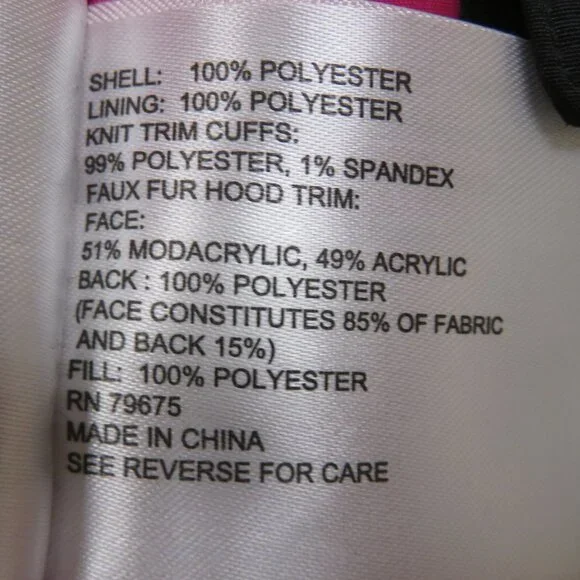 SHELL: 100% POLYESTER
LINING: 100% POLYESTER
KNIT TRIM CUFFS:
99% POLYESTER, 1% SPANDEX
FAUX FUR HOOD TRIM:
FACE:
51% MODACRYLIC, 49% ACRYLIC
BACK : 100% POLYESTER
(FACE CONSTITUTES 85% OF FABRIC
AND BACK 15%)
FILL: 100% POLYESTER
RN 79675
MADE IN CHINA
SEE REVERSE FOR CARE